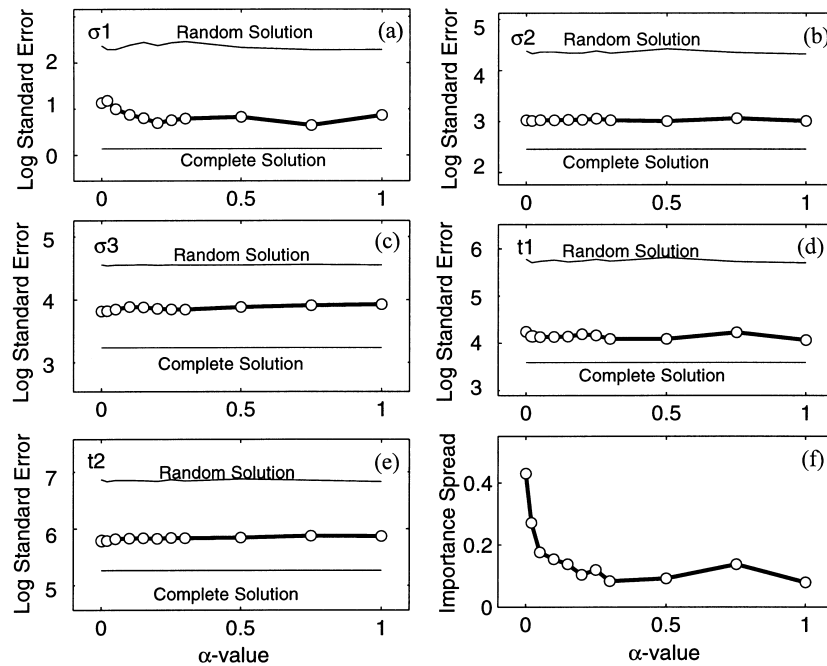 σ1
Random Solution
(a)
2
1
0
Log Standard Error
Complete Solution
0
0.5
1
σ2
Random Solution
(b)
5
4
3
2
Log Standard Error
Complete Solution
0
0.5
1
σ3
Random Solution
(c)
5
4
3
Log Standard Error
Complete Solution
0
0.5
1
t1
Random Solution
(d)
6
5
4
3
Log Standard Error
Complete Solution
0
0.5
1
t2
Random Solution
(e)
7
6
5
Log Standard Error
Complete Solution
0
0.5
1
α-value
(f)
0.4
0.2
0
Importance Spread
0
0.5
1
α-value